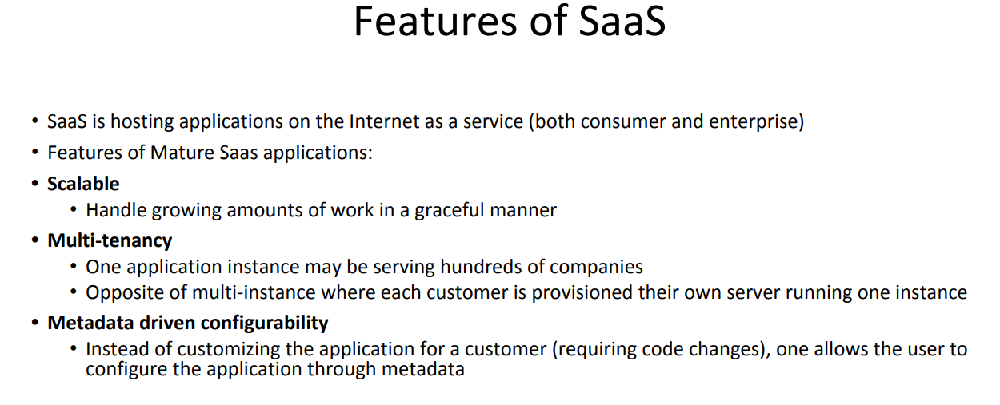 Features of SaaS
• SaaS is hosting applications on the Internet as a service (both consumer and enterprise)
• Features of Mature Saas applications:
• Scalable
• Handle growing amounts of work in a graceful manner
• Multi-tenancy
• One application instance may be serving hundreds of companies
• Opposite of multi-instance where each customer is provisioned their own server running one instance
• Metadata driven configurability
• Instead of customizing the application for a customer (requiring code changes), one allows the user to
configure the application through metadata